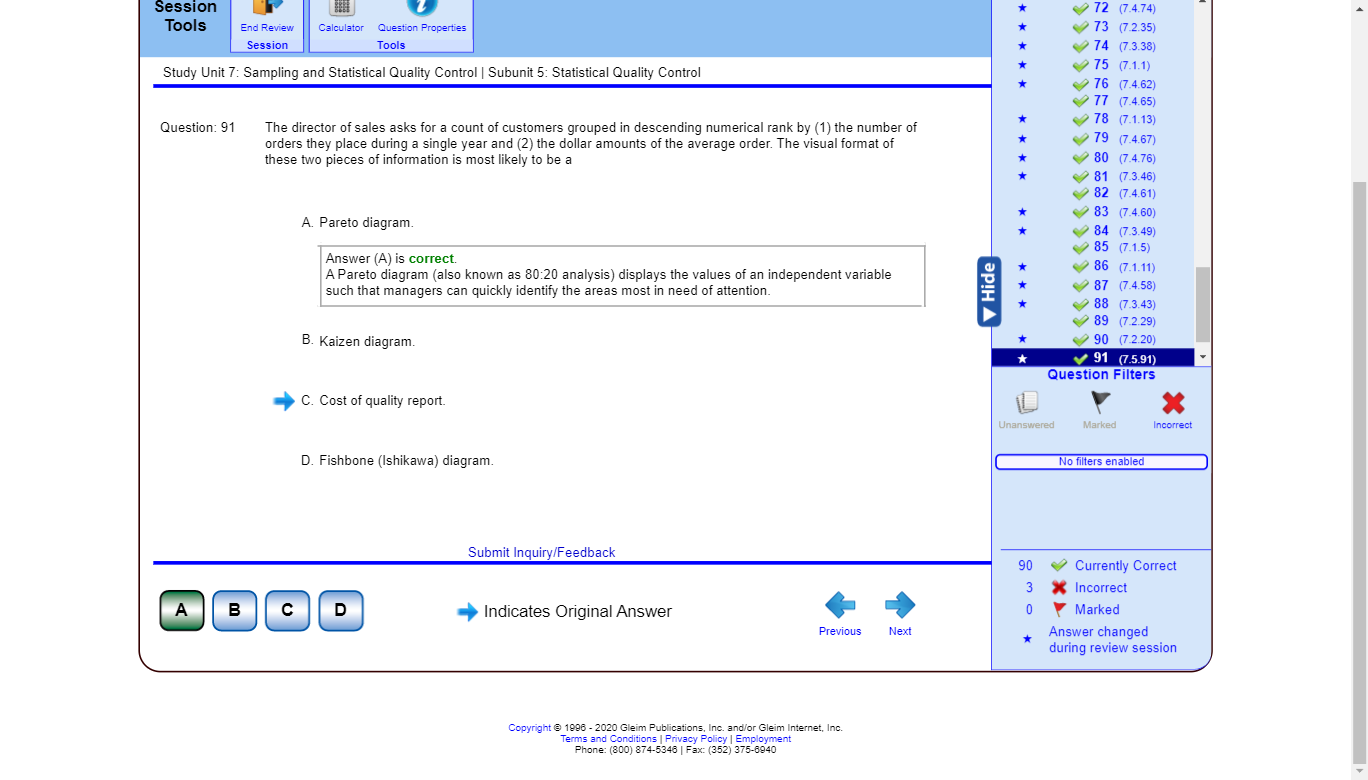 Session
Tools
End Review
Session
Calculator
Question Properties
Tools
Study Unit 7: Sampling and Statistical Quality Control | Subunit 5: Statistical Quality Control
Question: 91
The director of sales asks for a count of customers grouped in descending numerical rank by (1) the number of
orders they place during a single year and (2) the dollar amounts of the average order. The visual format of
these two pieces of information is most likely to be a
A. Pareto diagram.
Answer (A) is correct.
A Pareto diagram (also known as 80:20 analysis) displays the values of an independent variable
such that managers can quickly identify the areas most in need of attention.
B. Kaizen diagram.
C. Cost of quality report.
D. Fishbone (Ishikawa) diagram.
Submit Inquiry/Feedback
A
B
C
D
Indicates Original Answer
Previous
Next
72 (7.4.74)
73 (7.2.35)
74 (7.3.38)
75 (7.1.1)
76 (7.4.62)
77 (7.4.65)
78 (7.1.13)
79 (7.4.67)
80 (7.4.76)
81 (7.3.46)
82 (7.4.61)
83 (7.4.60)
84 (7.3.49)
85 (7.1.5)
86 (7.1.11)
87 (7.4.58)
88 (7.3.43)
89 (7.2.29)
90 (7.2.20)
91 (7.5.91)
Hide
Question Filters
Unanswered
Marked
Incorrect
No filters enabled
90 Currently Correct
3 Incorrect
0 Marked
Answer changed
during review session
Copyright © 1996 - 2020 Gleim Publications, Inc. and/or Gleim Internet, Inc.
Terms and Conditions | Privacy Policy | Employment
Phone: (800) 874-5346 | Fax: (352) 375-6940